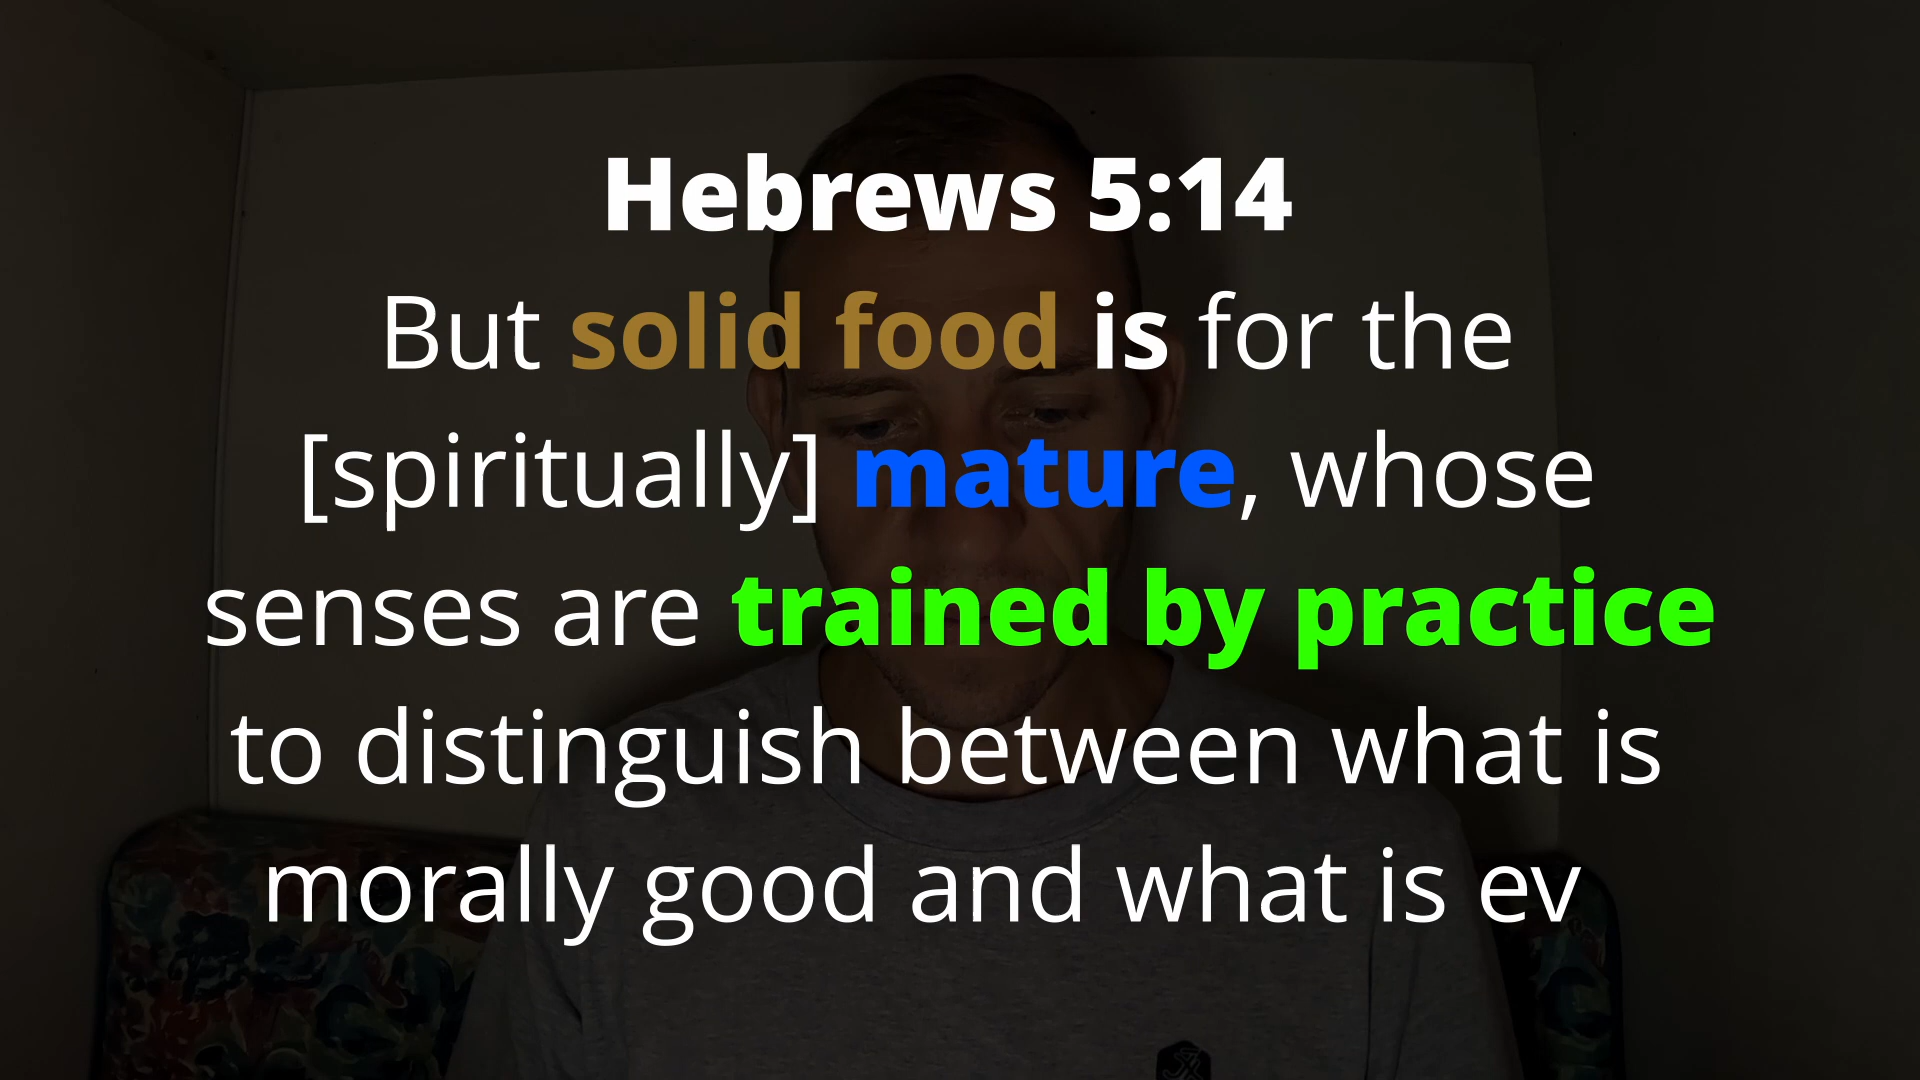 Hebrews 5:14
But solid food is for the
[spiritually] mature, whose
senses are trained by practice
to distinguish between what is
morally good and what is ev